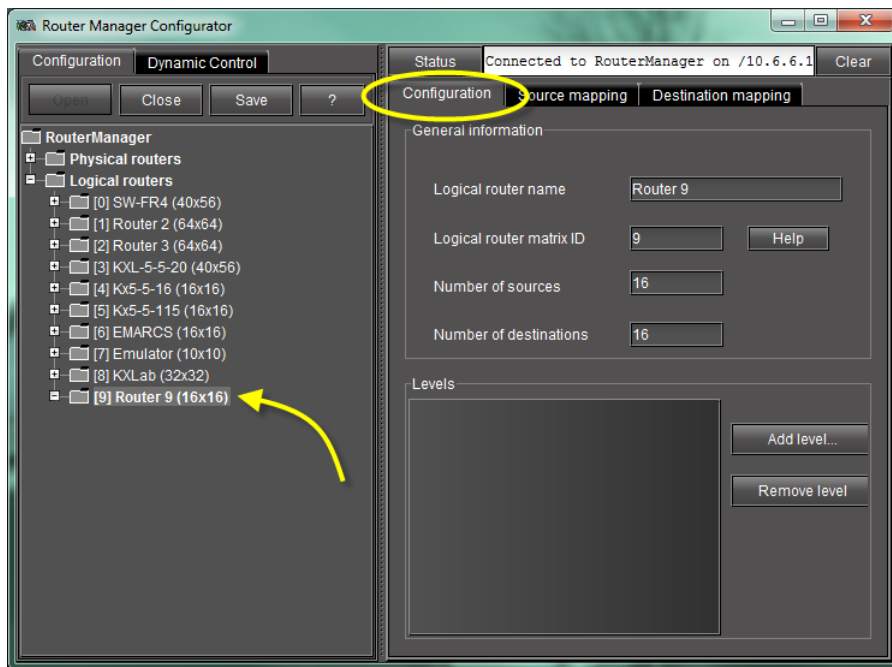 Router Manager Configurator
Configuration Dynamic Control
Open Close Save ?
RouterManager
Physical routers
Logical routers
[0] SW-FR4 (40x56)
[1] Router 2 (64x64)
[2] Router 3 (64x64)
[3] KXL-5-5-20 (40x56)
[4] Kx5-5-16 (16x16)
[5] Kx5-5-115 (16x16)
[6] EMARCS (16x16)
[7] Emulator (10x10)
[8] KXLab (32x32)
[9] Router 9 (16x16)
Status Connected to RouterManager on /10.6.6.1 Clear
Configuration Source mapping Destination mapping
General information
Logical router name Router 9
Logical router matrix ID 9 Help
Number of sources 16
Number of destinations 16
Levels
Add level...
Remove level